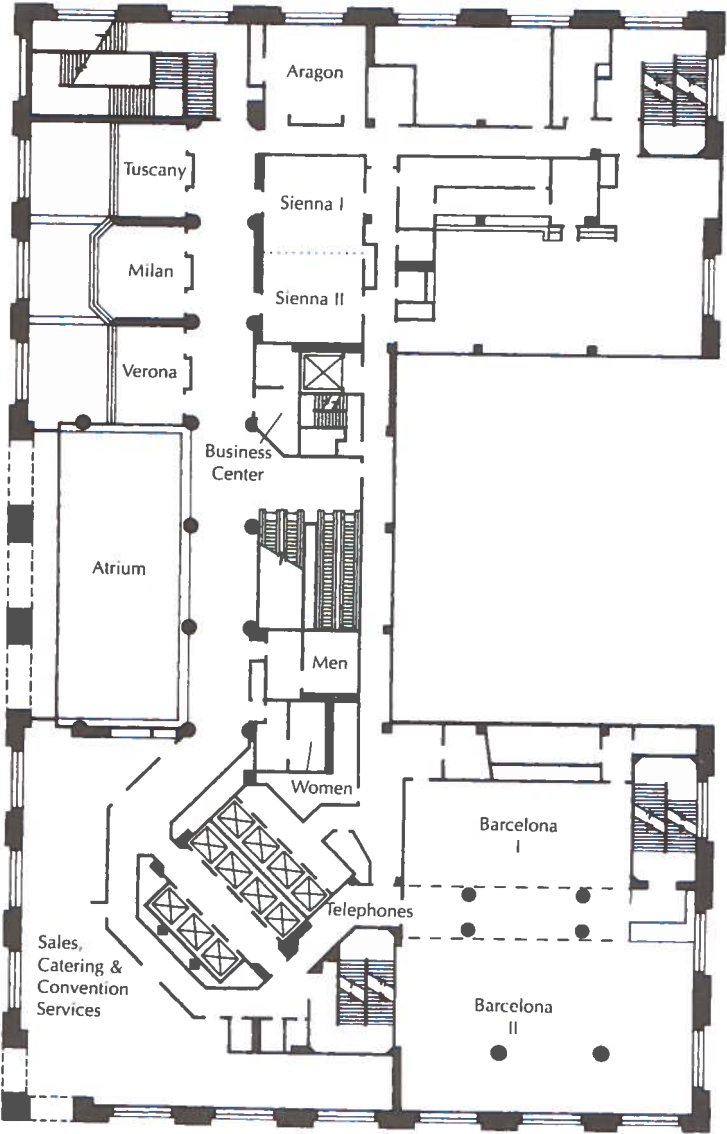 Aragon
Tuscany
Sienna I
Milan
Sienna II
Verona
Business
Center
Atrium
Men
Women
Barcelona
I
Telephones
Sales,
Catering &
Convention
Services
Barcelona
II